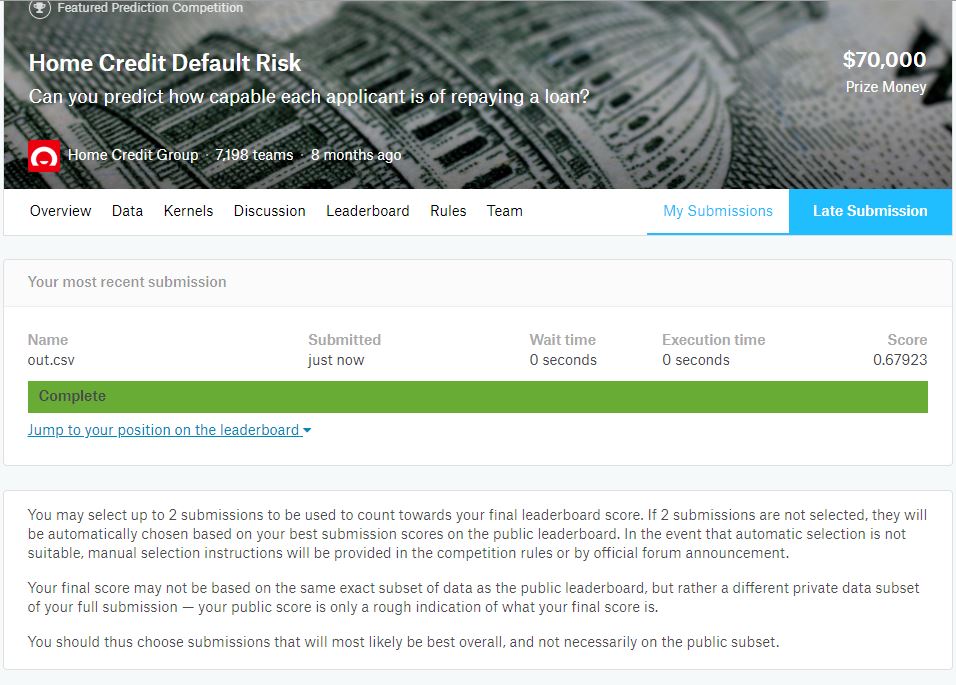 Featured Prediction Competition
Home Credit Default Risk
Can you predict how capable each applicant is of repaying a loan?
$70,000
Prize Money
Home Credit Group · 7,198 teams · 8 months ago
Overview Data Kernels Discussion Leaderboard Rules Team My Submissions Late Submission
Your most recent submission
Name Submitted Wait time Execution time Score
out.csv just now 0 seconds 0 seconds 0.67923
Complete
Jump to your position on the leaderboard
You may select up to 2 submissions to be used to count towards your final leaderboard score. If 2 submissions are not selected, they will
be automatically chosen based on your best submission scores on the public leaderboard. In the event that automatic selection is not
suitable, manual selection instructions will be provided in the competition rules or by official forum announcement.
Your final score may not be based on the same exact subset of data as the public leaderboard, but rather a different private data subset
of your full submission — your public score is only a rough indication of what your final score is.
You should thus choose submissions that will most likely be best overall, and not necessarily on the public subset.